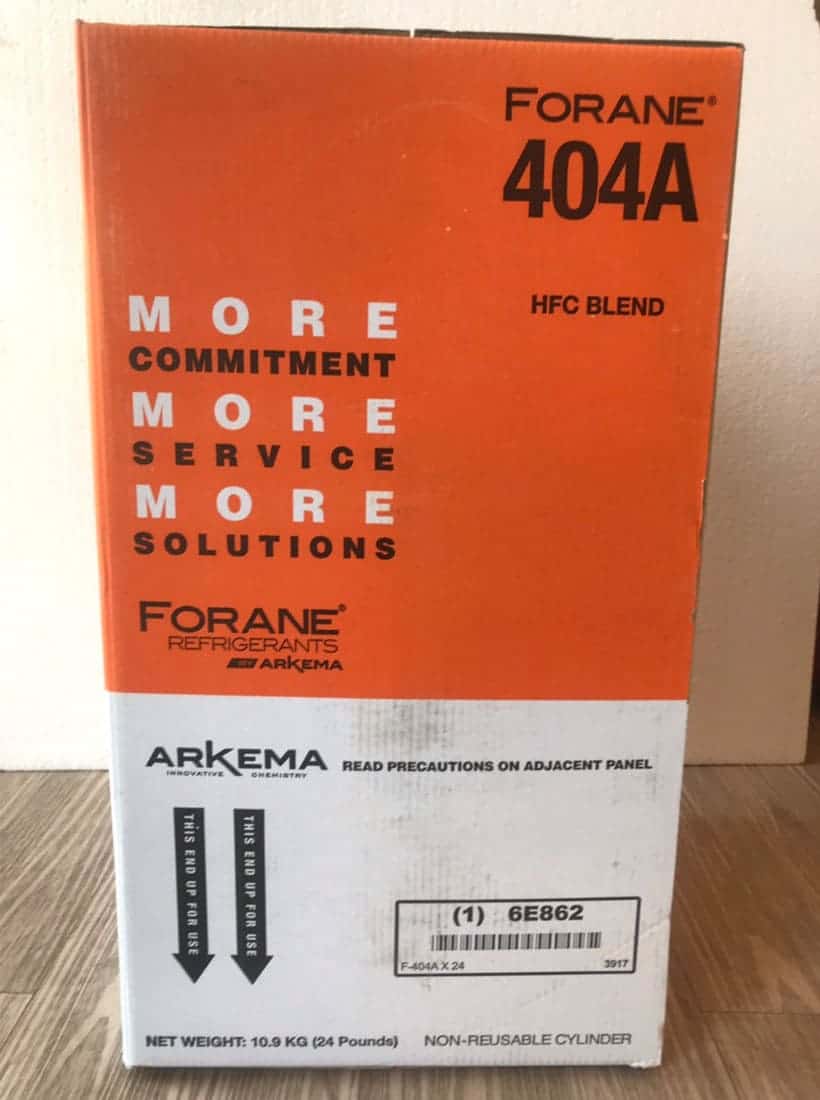 FORANE®
404A
HFC BLEND
MORE
COMMITMENT
MORE
SERVICE
MORE
SOLUTIONS
FORANE®
REFRIGERANTS
BY ARKEMA
ARKEMA
INNOVATIVE CHEMISTRY
READ PRECAUTIONS ON ADJACENT PANEL
THIS END UP FOR USE
THIS END UP FOR USE
(1) 6E862
F-404A X 24 3917
NET WEIGHT: 10.9 KG (24 Pounds) NON-REUSABLE CYLINDER